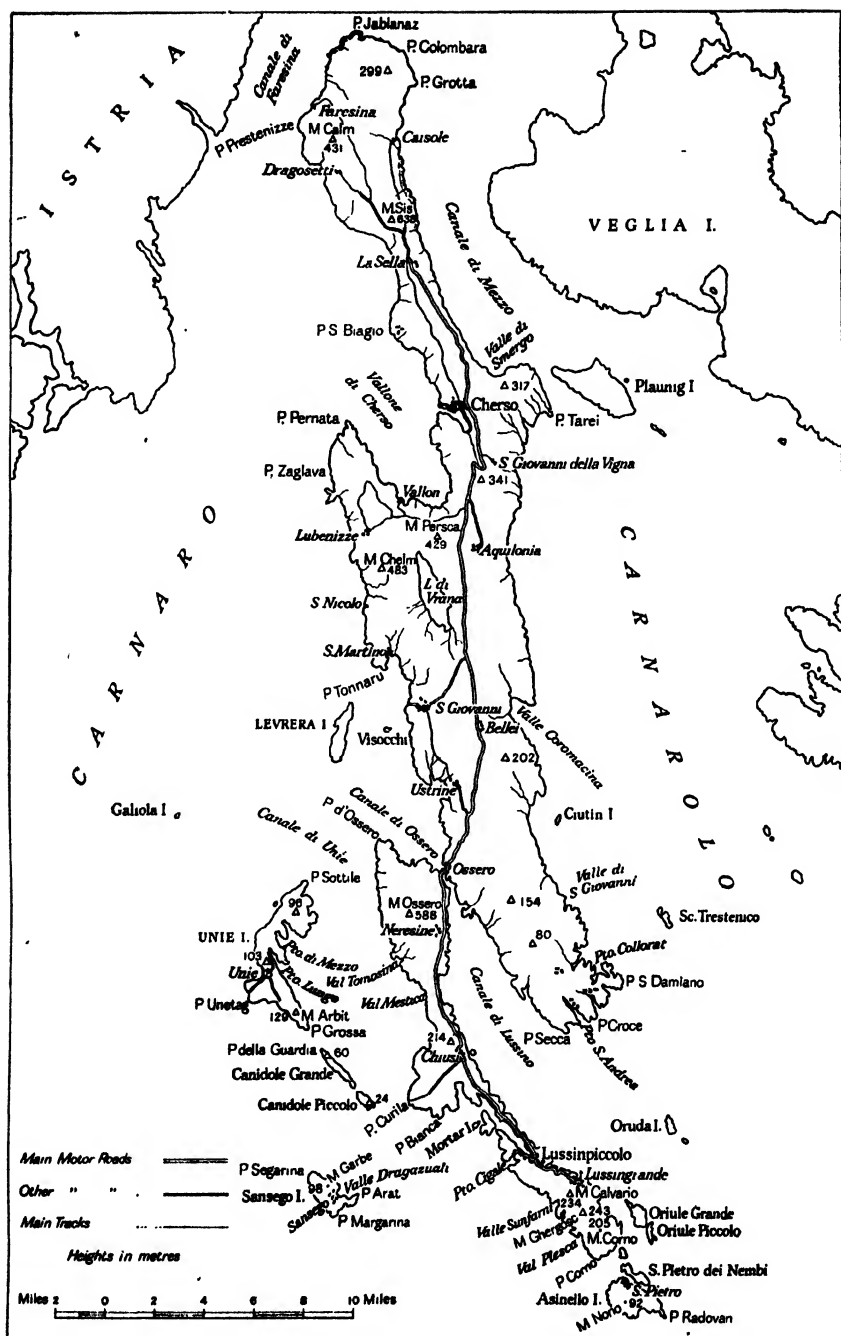 P. Jablanaz
P. Colombara
299
P. Grotta
Canale di
Faresina
ISTRIA
Faresina
P Prestenizze
M Calm
431
Caisole
Dragosetti
M.Sis
638
Canale di Mezzo
VEGLIA I.
La Sella
P S Biagio
Valle di
Smergo
317
Plaunig I
Vallone
di Cherso
Cherso
P. Tarei
P. Pernata
S Giovanni della Vigna
P. Zaglava
341
Vallon
Lubenizze
M Persca
429
Aquilonia
M Chelm
483
L di
Vrana
S Nicolo
S. Martino
P Tonnaru
CARNARO
CARNAROLO
S Giovanni
LEVRERA I
Visocchi
Bellei
Valle Coromacina
202
Ustrine
Galiola I
Ciutin I
Canale di Unie
P d'Ossero
Canale di Ossero
Ossero
P Sottile
Valle di
S Giovanni
96
M Ossero
588
154
Sc. Trestenico
UNIE I.
Neresine
80
Pto. di Mezzo
103
Unie
Pto. Lungo
Val Tomosina
Pto. Collorat
P S Damiano
P Unetae
Val Mestica
Canale di Lussino
129
M Arbit
P Grossa
P Secca
P Croce
Pto S. Andrea
214
P della Guardia
60
Chiusi
Canidole Grande
Canidole Piccolo
24
P. Curila
P Bianca
Mortar I
Oruda I.
Lussinpiccolo
Main Motor Roads
P Segarina
M Garbe
Pto. Cigale
Lussingrande
Other " " .
Sansego I.
98
Valle Dragazuali
M Calvario
234
Sansego
P Arat
Valle Sunfarni
243
Oriule Grande
Main Tracks
P Margarina
M Ghergosc
205
Oriule Piccolo
M. Corno
Val Plesca
Heights in metres
P Corno
S. Pietro dei Nembi
S. Pietro
Asinello I.
Miles 2 0 2 4 6 8 10 Miles
M Norio
92
P Radovan